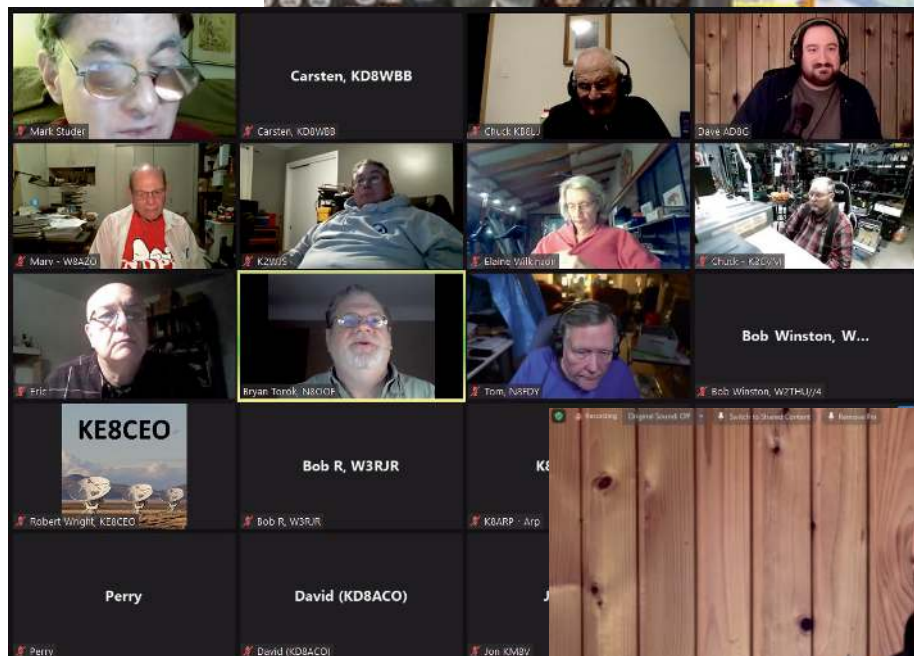 Carsten, KD8WBB
Mark Studer
Carsten, KD8WBB
Chuck KB8LJ
Dave AD8G
Marv - W8AZO
K2WJS
Elaine Wilkinson
Chuck -
Eric
Bryan Torok, N8OOF
Tom, N8FDY
Bob Winston, W...
Bob Winston, W2THU//4
KE8CEO
Robert Wright, KE8CEO
Bob R, W3RJR
Bob R, W3RJR
K8
K8ARP - Arp
Recording
Original Sound: Off
Switch to Shared Content
Remove Pin
Perry
Perry
David (KD8ACO)
David (KD8ACO)
J
Jon KM8V